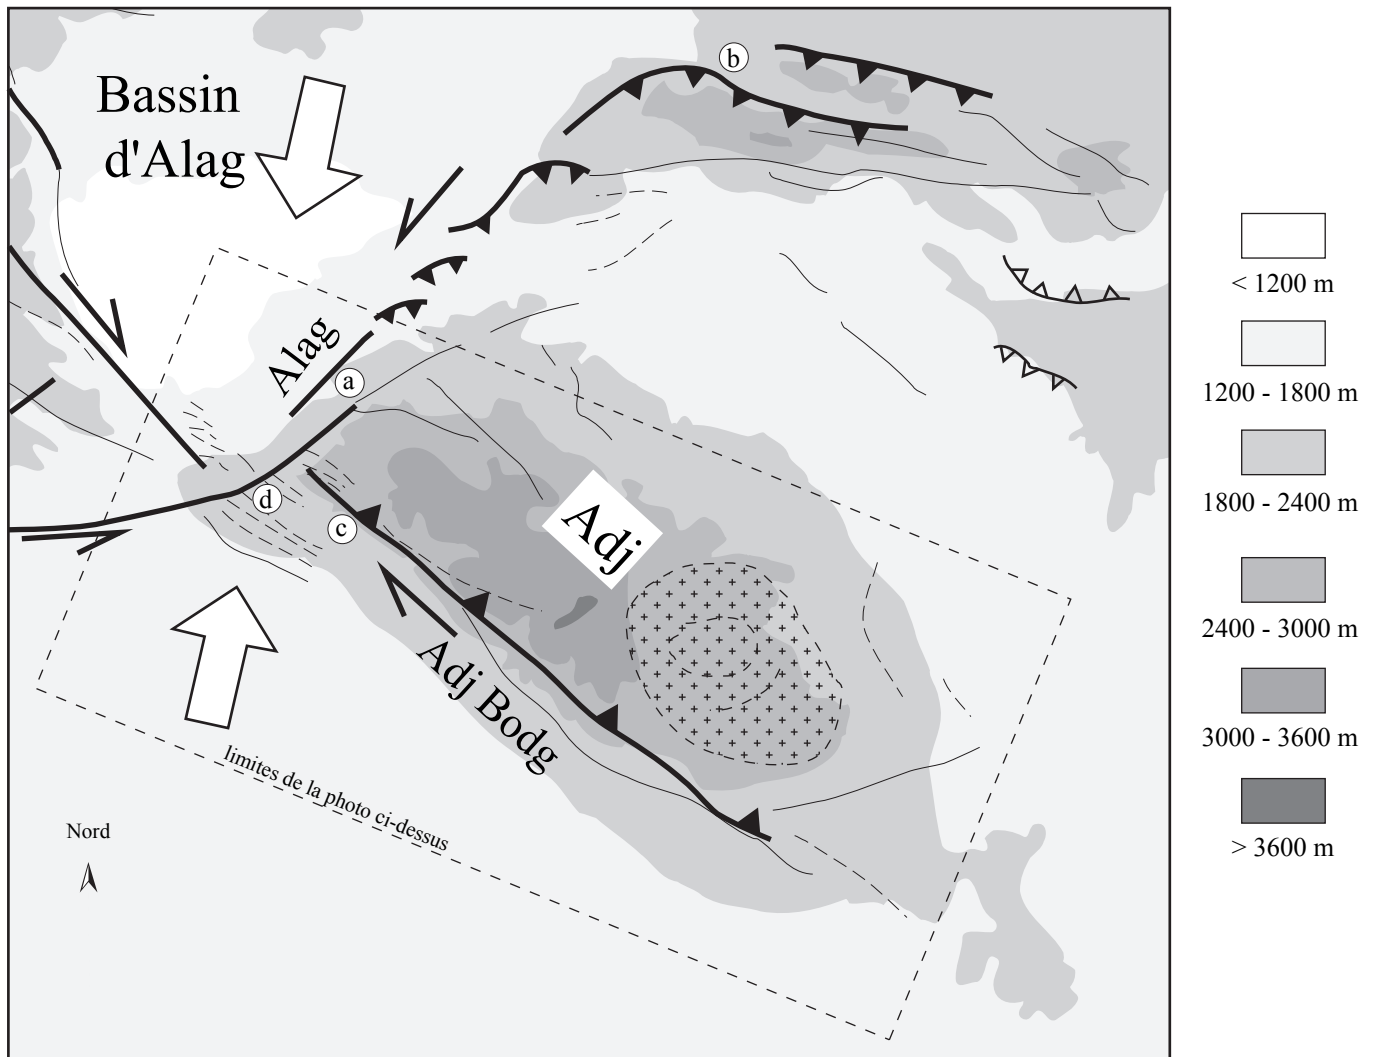 Bassin
d'Alag
b
Alag
a
Adj
d
c
Adj Bodg
limites de la photo ci-dessus
Nord
< 1200 m
1200 - 1800 m
1800 - 2400 m
2400 - 3000 m
3000 - 3600 m
> 3600 m